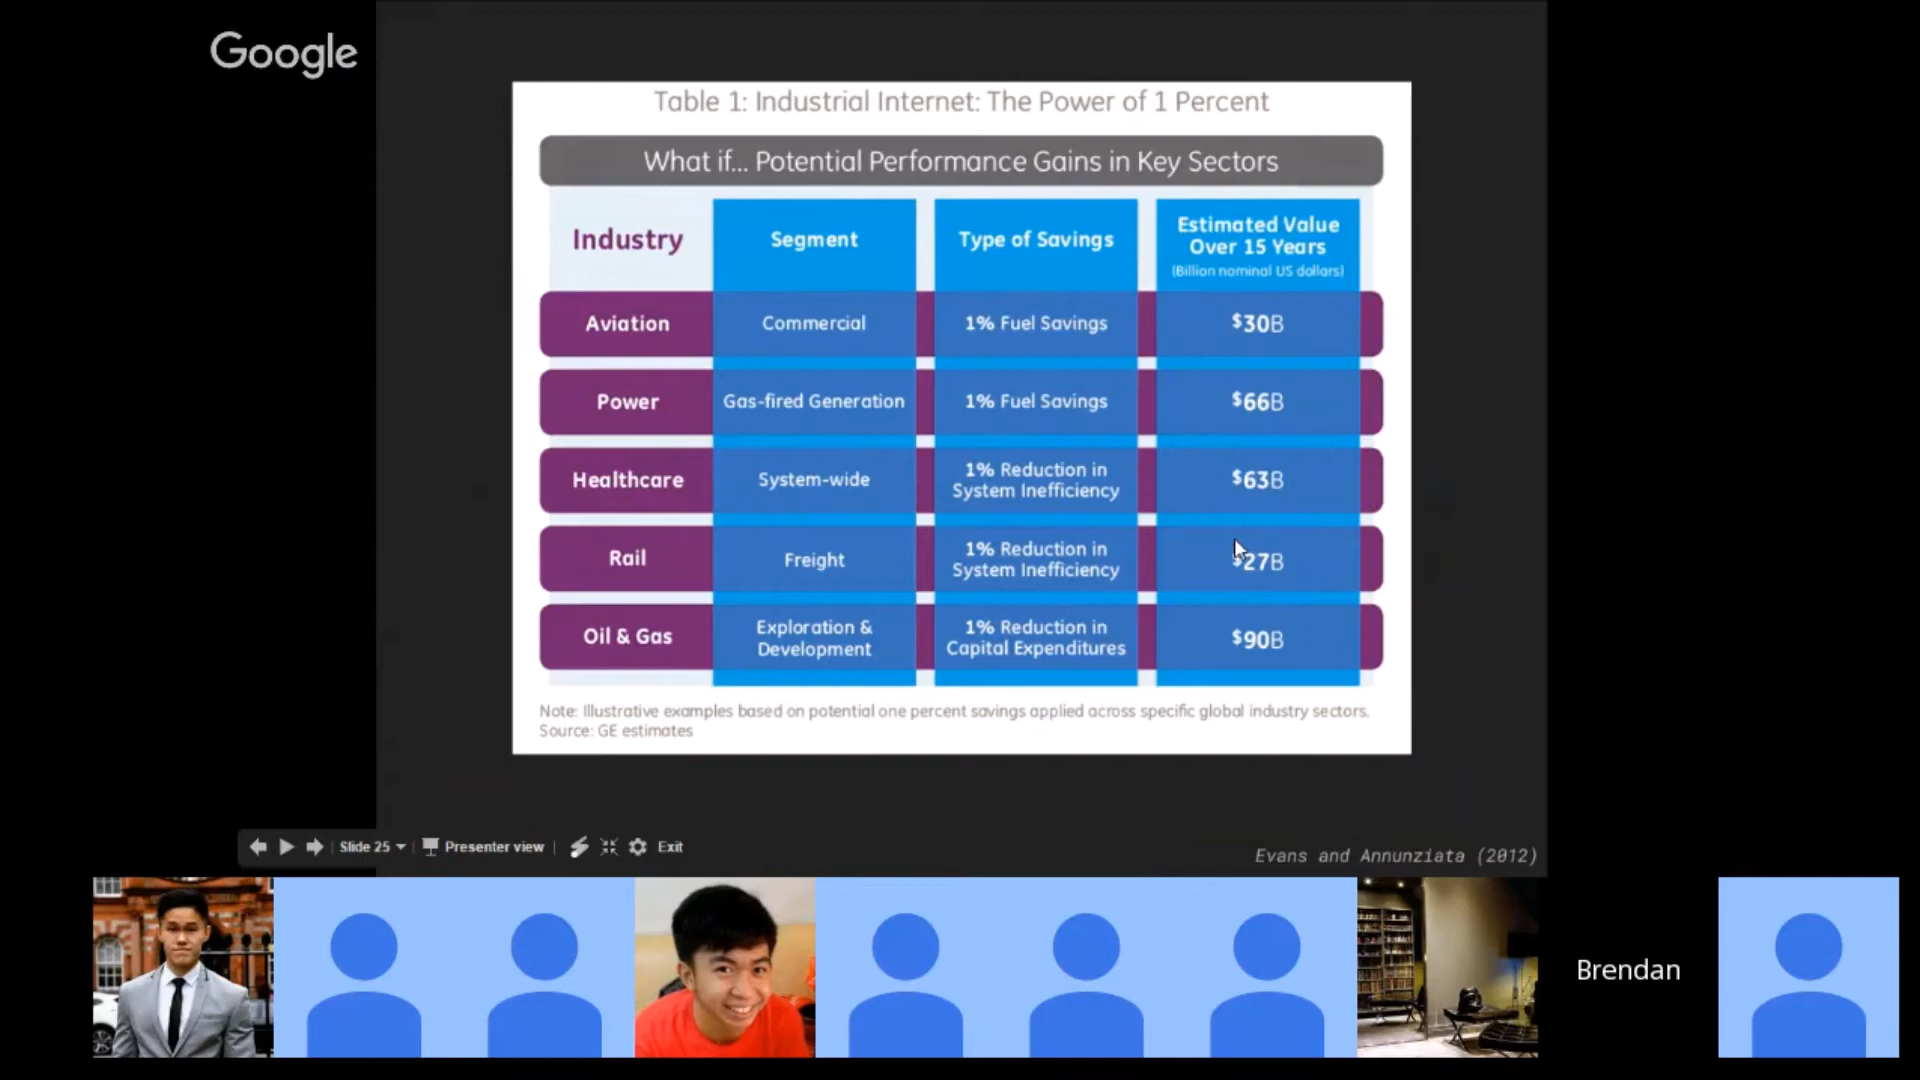 Google
Table 1: Industrial Internet: The Power of 1 Percent
What if... Potential Performance Gains in Key Sectors
Industry
Segment
Type of Savings
Estimated Value
Over 15 Years
(Billion nominal US dollars)
Aviation
Commercial
1% Fuel Savings
$30B
Power
Gas-fired Generation
1% Fuel Savings
$66B
Healthcare
System-wide
1% Reduction in
System Inefficiency
$63B
Rail
Freight
1% Reduction in
System Inefficiency
$27B
Oil & Gas
Exploration &
Development
1% Reduction in
Capital Expenditures
$90B
Note: Illustrative examples based on potential one percent savings applied across specific global industry sectors.
Source: GE estimates
Slide 25
Presenter view
Exit
Evans and Annunziata (2012)
Brendan